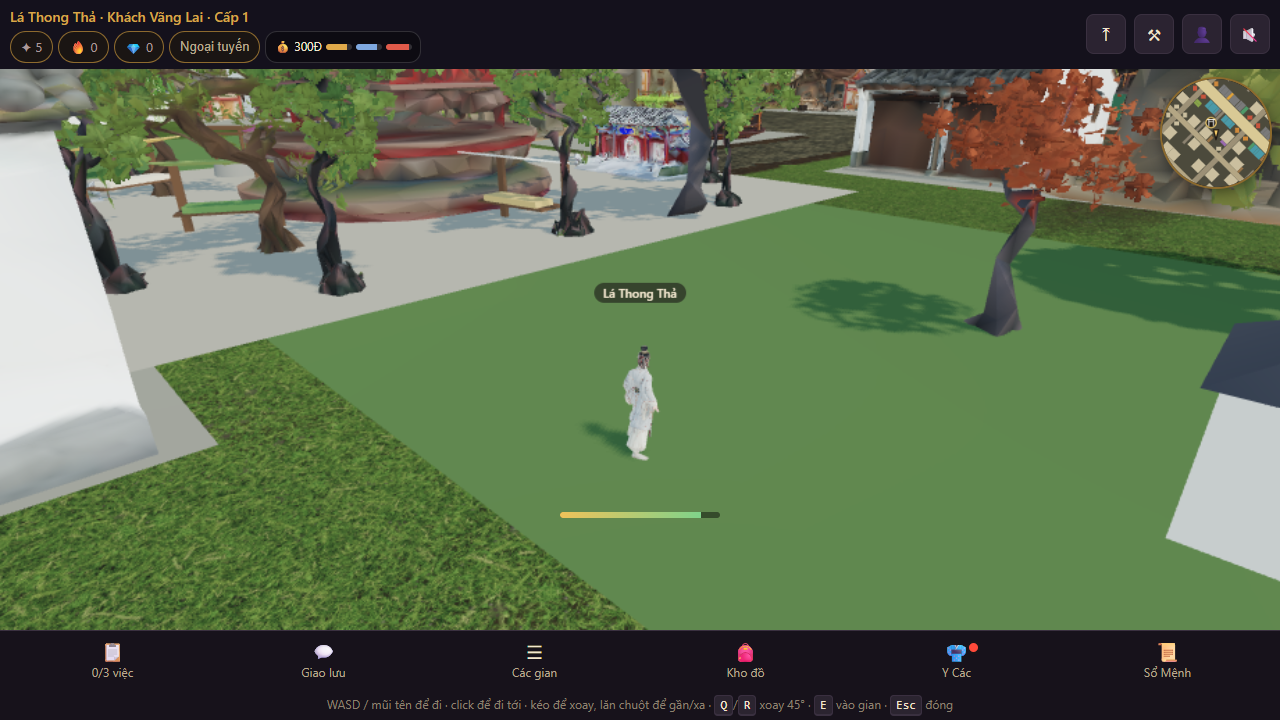 Lá Thong Thả · Khách Vãng Lai · Cấp 1
5
0
0
Ngoại tuyến
300Đ
Lá Thong Thả
0/3 việc
Giao lưu
Các gian
Kho đồ
Y Các
Sổ Mệnh
WASD / mũi tên để đi · click để đi tới · kéo để xoay, lăn chuột để gần/xa · Q / R xoay 45° · E vào gian · Esc đóng